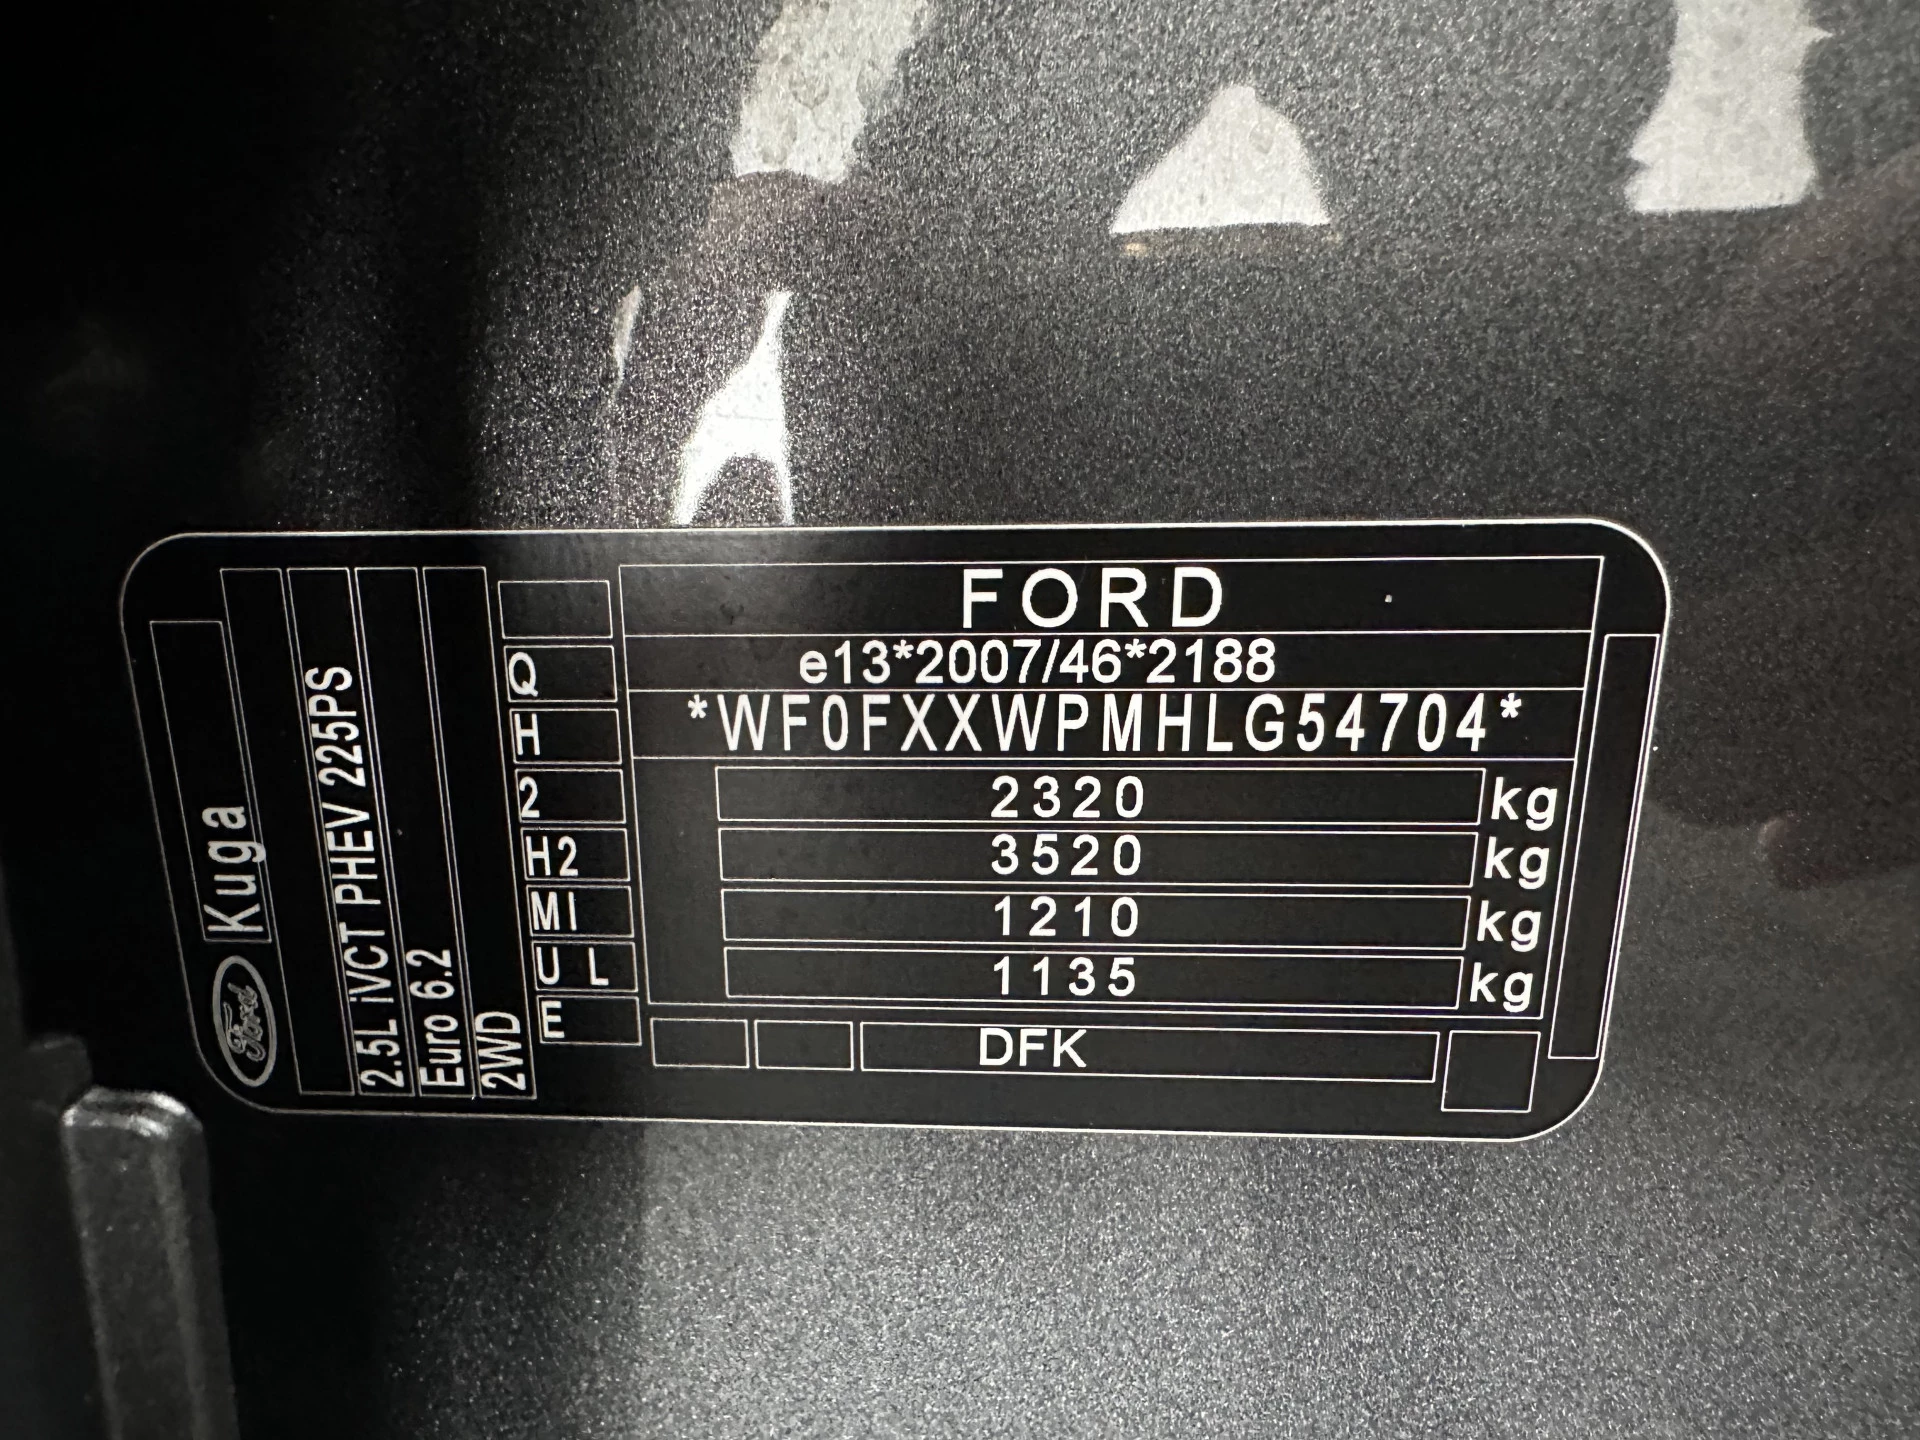 FORD
e13*2007/46*2188
*WF0FXXWPMHLG54704*
2320 kg
3520 kg
1210 kg
1135 kg
DFK
Q
H
2
H2
MI
U L
E
Ford Kuga
2.5L iVCT PHEV 225PS
Euro 6.2
2WD